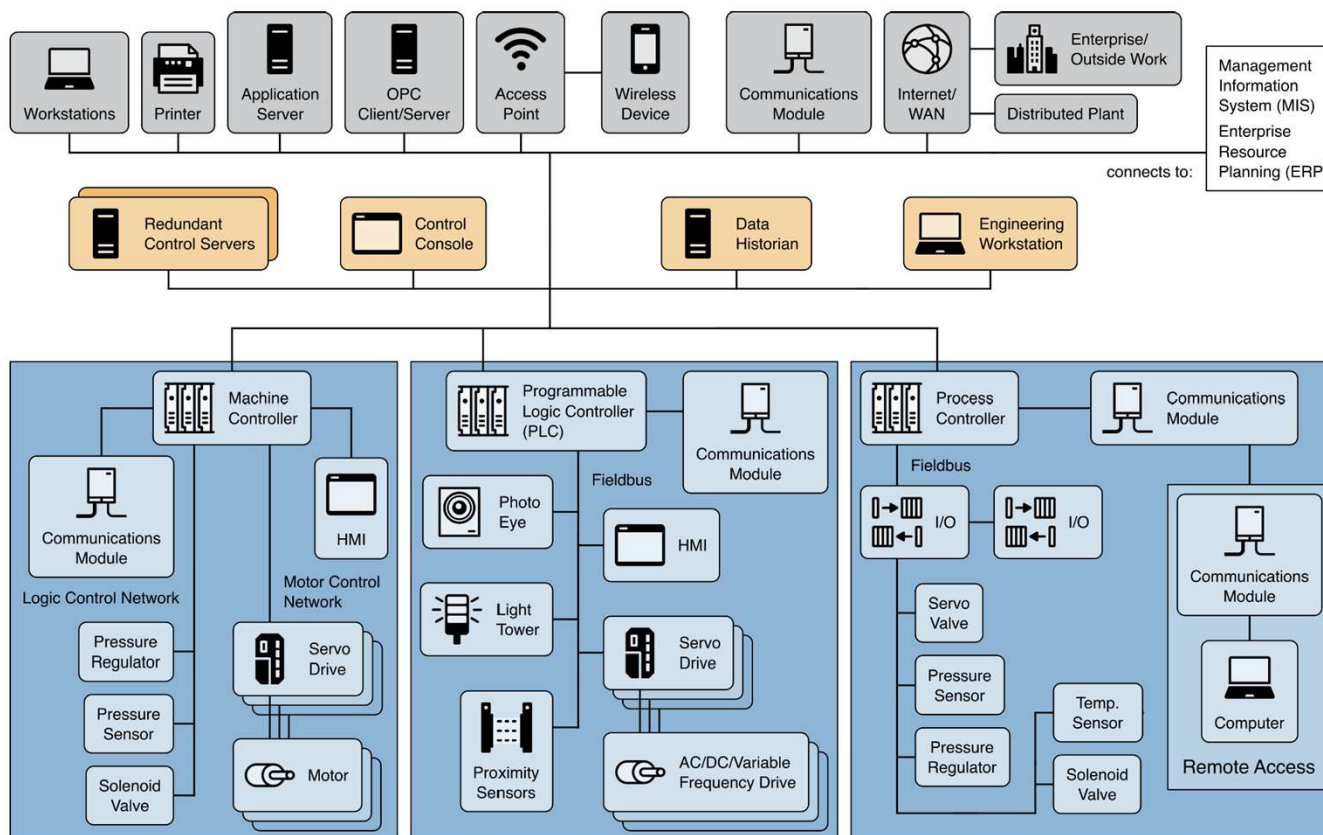 Workstations
Printer
Application
Server
OPC
Client/Server
Access
Point
Wireless
Device
Communications
Module
Internet/
WAN
Enterprise/
Outside Work
Distributed Plant
Management
Information
System (MIS)
Enterprise
Resource
Planning (ERP
connects to:
Redundant
Control Servers
Control
Console
Data
Historian
Engineering
Workstation
Machine
Controller
Communications
Module
HMI
Logic Control Network
Motor Control
Network
Pressure
Regulator
Pressure
Sensor
Solenoid
Valve
Servo
Drive
Motor
Programmable
Logic Controller
(PLC)
Communications
Module
Fieldbus
Photo
Eye
HMI
Light
Tower
Servo
Drive
Proximity
Sensors
AC/DC/Variable
Frequency Drive
Process
Controller
Communications
Module
Fieldbus
I/O
I/O
Communications
Module
Computer
Remote Access
Servo
Valve
Pressure
Sensor
Pressure
Regulator
Temp.
Sensor
Solenoid
Valve